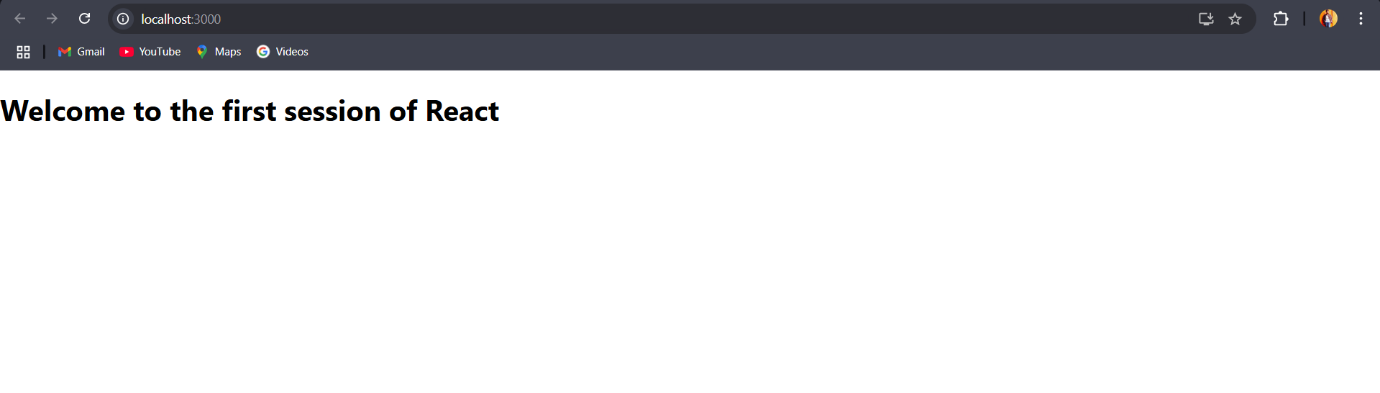 localhost:3000
Gmail YouTube Maps Videos
Welcome to the first session of React